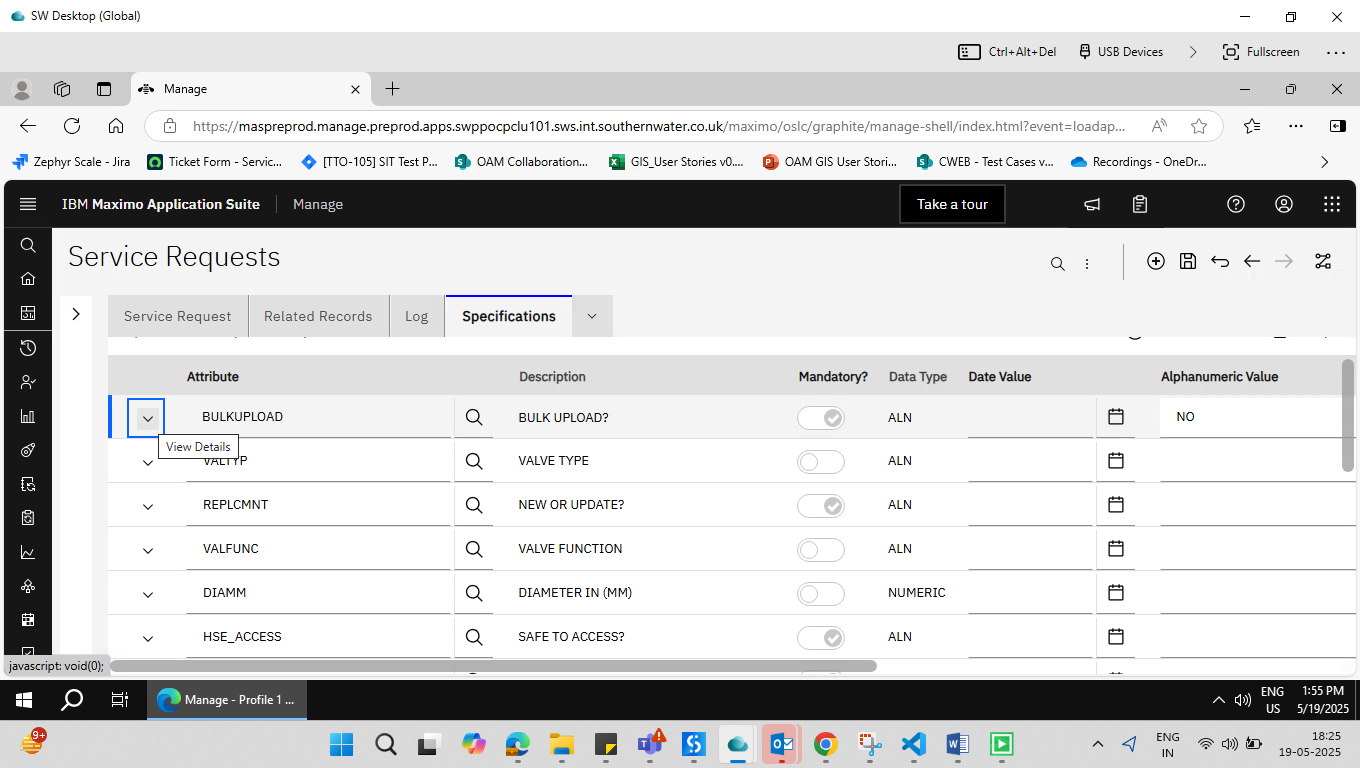 SW Desktop (Global)
Ctrl+Alt+Del
USB Devices
Fullscreen
Manage
https://maspreprod.manage.preprod.apps.swppocpclu101.sws.int.southernwater.co.uk/maximo/oslc/graphite/manage-shell/index.html?event=loadap...
Zephyr Scale - Jira
Ticket Form - Servic...
[TTO-105] SIT Test P...
OAM Collaboration...
GIS_User Stories v0....
OAM GIS User Stori...
CWEB - Test Cases v...
Recordings - OneDr...
IBM Maximo Application Suite
Manage
Take a tour
Service Requests
Service Request
Related Records
Log
Specifications
Attribute Description Mandatory? Data Type Date Value Alphanumeric Value
BULKUPLOAD BULK UPLOAD? ALN NO
View Details
VALTYP VALVE TYPE ALN
REPLCMNT NEW OR UPDATE? ALN
VALFUNC VALVE FUNCTION ALN
DIAMM DIAMETER IN (MM) NUMERIC
HSE_ACCESS SAFE TO ACCESS? ALN
javascript: void(0);
Manage - Profile 1 ...
ENG
US
1:55 PM
5/19/2025
9+
ENG
IN
18:25
19-05-2025